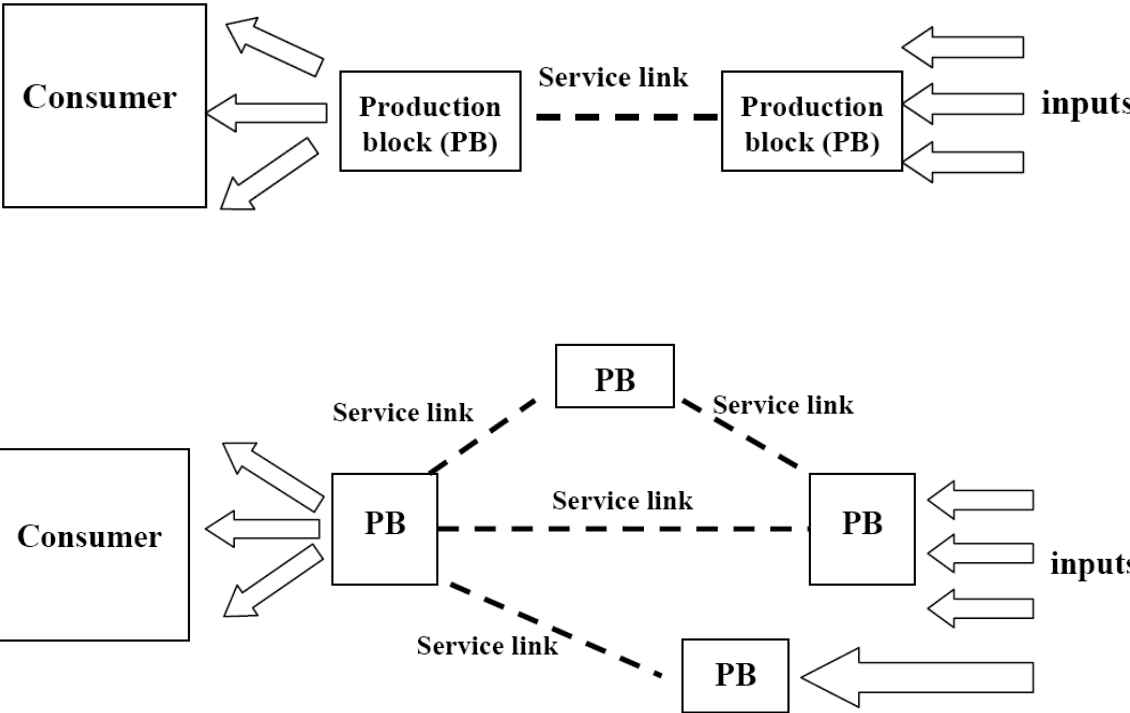 Service link
Consumer
Production
block (PB)
Production
block (PB)
inputs
PB
Service link
Service link
Service link
PB
PB
Consumer
inputs
Service link
PB